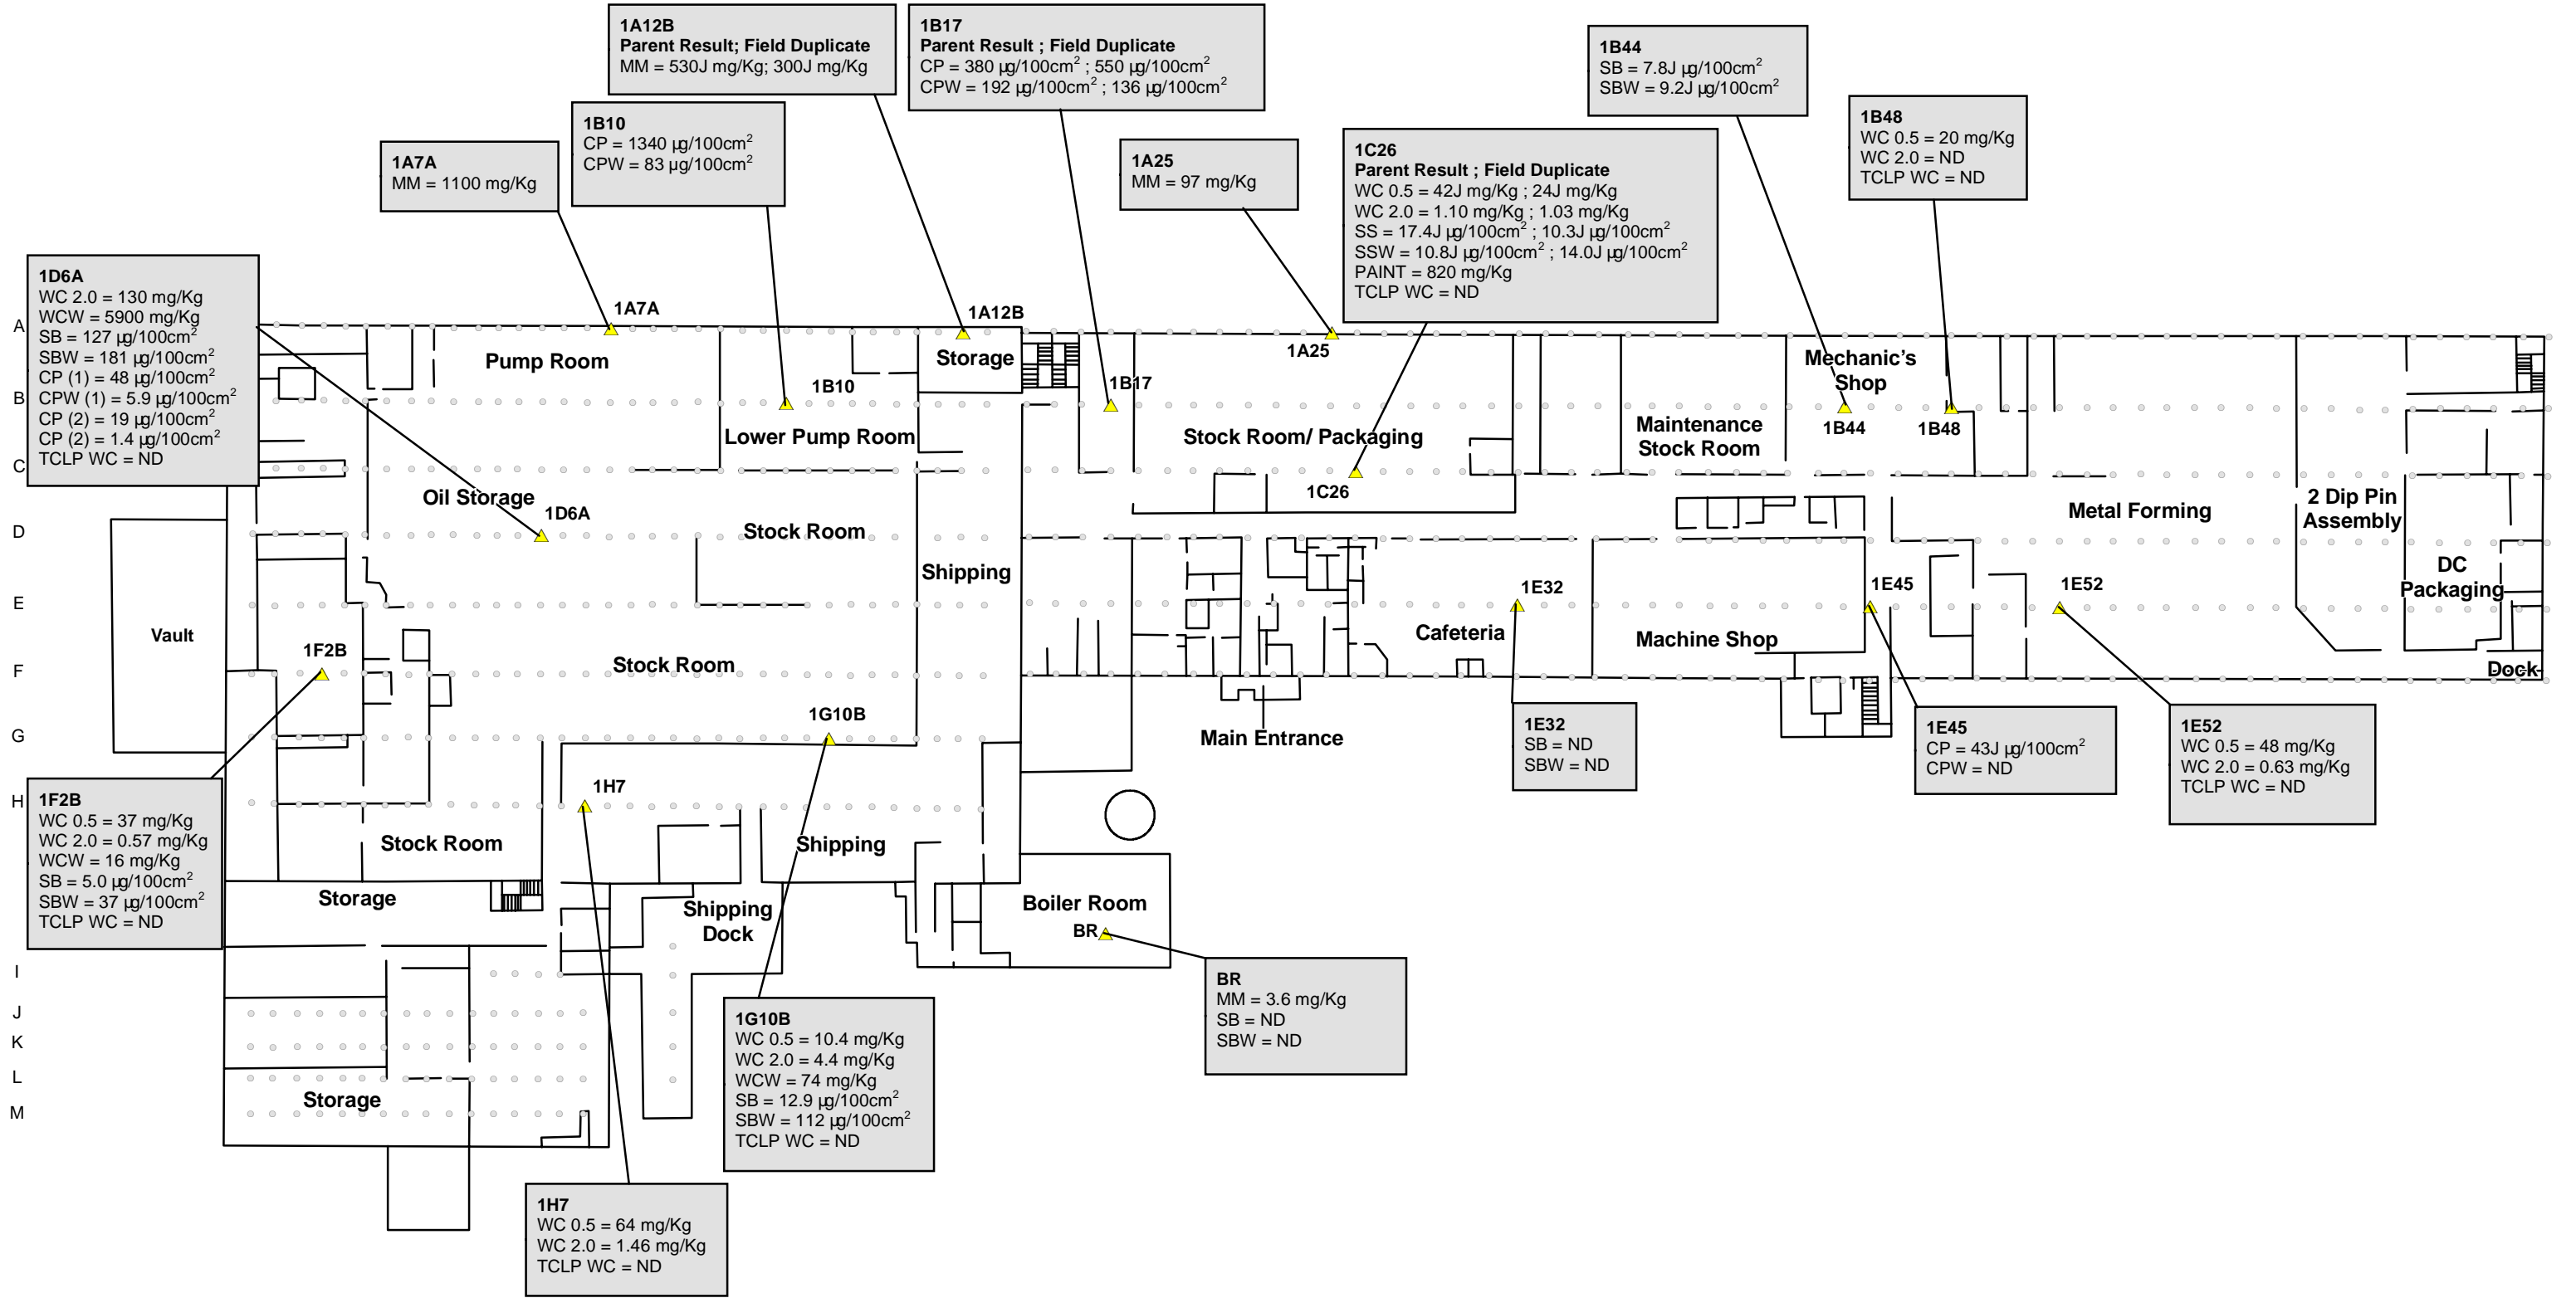 1A12B
Parent Result; Field Duplicate
MM = 530J mg/Kg; 300J mg/Kg
1B17
Parent Result ; Field Duplicate
CP = 380 µg/100cm² ; 550 µg/100cm²
CPW = 192 µg/100cm² ; 136 µg/100cm²
1B44
SB = 7.8J µg/100cm²
SBW = 9.2J µg/100cm²
1B10
CP = 1340 µg/100cm²
CPW = 83 µg/100cm²
1B48
WC 0.5 = 20 mg/Kg
WC 2.0 = ND
TCLP WC = ND
1A7A
MM = 1100 mg/Kg
1A25
MM = 97 mg/Kg
1C26
Parent Result ; Field Duplicate
WC 0.5 = 42J mg/Kg ; 24J mg/Kg
WC 2.0 = 1.10 mg/Kg ; 1.03 mg/Kg
SS = 17.4J µg/100cm² ; 10.3J µg/100cm²
SSW = 10.8J µg/100cm² ; 14.0J µg/100cm²
PAINT = 820 mg/Kg
TCLP WC = ND
1D6A
WC 2.0 = 130 mg/Kg
WCW = 5900 mg/Kg
SB = 127 µg/100cm²
SBW = 181 µg/100cm²
CP (1) = 48 µg/100cm²
CPW (1) = 5.9 µg/100cm²
CP (2) = 19 µg/100cm²
CP (2) = 1.4 µg/100cm²
TCLP WC = ND
A
B
C
D
E
F
G
H
I
J
K
L
M
1A7A
1A12B
Pump Room
Storage
1A25
Mechanic's
Shop
1B10
1B17
Lower Pump Room
Stock Room/ Packaging
Maintenance
Stock Room
1B44
1B48
Oil Storage
1C26
1D6A
Stock Room
Metal Forming
2 Dip Pin
Assembly
Shipping
DC
Packaging
1E32
1E45
1E52
Vault
Cafeteria
Machine Shop
1F2B
Stock Room
Dock
1G10B
Main Entrance
1E32
SB = ND
SBW = ND
1E45
CP = 43J µg/100cm²
CPW = ND
1E52
WC 0.5 = 48 mg/Kg
WC 2.0 = 0.63 mg/Kg
TCLP WC = ND
1F2B
WC 0.5 = 37 mg/Kg
WC 2.0 = 0.57 mg/Kg
WCW = 16 mg/Kg
SB = 5.0 µg/100cm²
SBW = 37 µg/100cm²
TCLP WC = ND
1H7
Stock Room
Shipping
Storage
Shipping
Dock
Boiler Room
BR
BR
MM = 3.6 mg/Kg
SB = ND
SBW = ND
1G10B
WC 0.5 = 10.4 mg/Kg
WC 2.0 = 4.4 mg/Kg
WCW = 74 mg/Kg
SB = 12.9 µg/100cm²
SBW = 112 µg/100cm²
TCLP WC = ND
Storage
1H7
WC 0.5 = 64 mg/Kg
WC 2.0 = 1.46 mg/Kg
TCLP WC = ND